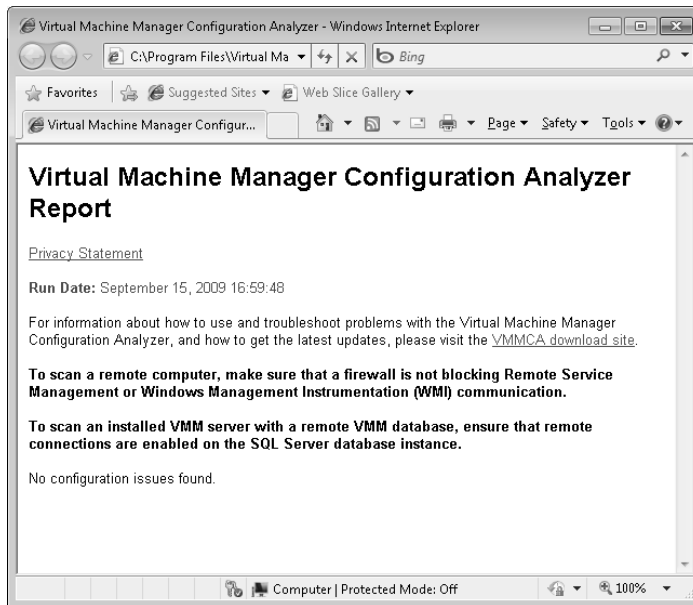 Virtual Machine Manager Configuration Analyzer - Windows Internet Explorer
C:\Program Files\Virtual Ma
Bing
Favorites Suggested Sites Web Slice Gallery
Virtual Machine Manager Configur... Page Safety Tools
Virtual Machine Manager Configuration Analyzer
Report
Privacy Statement
Run Date: September 15, 2009 16:59:48
For information about how to use and troubleshoot problems with the Virtual Machine Manager
Configuration Analyzer, and how to get the latest updates, please visit the VMMCA download site.
To scan a remote computer, make sure that a firewall is not blocking Remote Service
Management or Windows Management Instrumentation (WMI) communication.
To scan an installed VMM server with a remote VMM database, ensure that remote
connections are enabled on the SQL Server database instance.
No configuration issues found.
Computer | Protected Mode: Off 100%